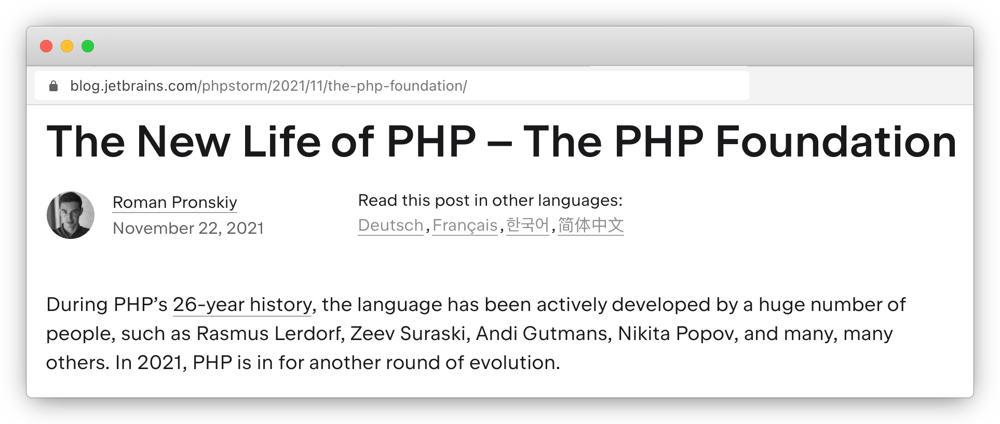 blog.jetbrains.com/phpstorm/2021/11/the-php-foundation/
The New Life of PHP – The PHP Foundation
Roman Pronskiy
November 22, 2021
Read this post in other languages:
Deutsch, Français, 한국어, 简体中文
During PHP’s 26-year history, the language has been actively developed by a huge number of
people, such as Rasmus Lerdorf, Zeev Suraski, Andi Gutmans, Nikita Popov, and many, many
others. In 2021, PHP is in for another round of evolution.